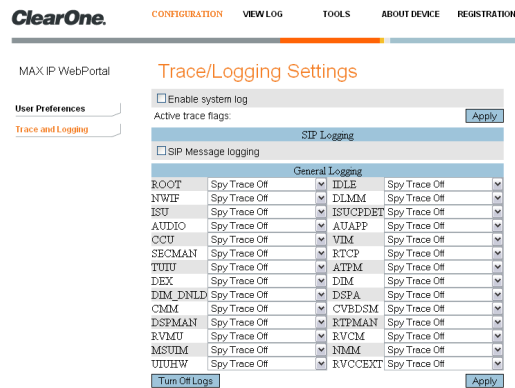 ClearOne.
CONFIGURATION VIEW LOG TOOLS ABOUT DEVICE REGISTRATION
MAX IP WebPortal
Trace/Logging Settings
User Preferences
Trace and Logging
Enable system log
Active trace flags: Apply
SIP Logging
SIP Message logging
General Logging
ROOT Spy Trace Off IDLE Spy Trace Off
NWIF Spy Trace Off DLMM Spy Trace Off
ISU Spy Trace Off ISUCPDET Spy Trace Off
AUDIO Spy Trace Off AUAPP Spy Trace Off
CCU Spy Trace Off VIM Spy Trace Off
SECMAN Spy Trace Off RTCP Spy Trace Off
TUIU Spy Trace Off ATPM Spy Trace Off
DEX Spy Trace Off DIM Spy Trace Off
DIM_DNLD Spy Trace Off DSPA Spy Trace Off
CMM Spy Trace Off CVBDSM Spy Trace Off
DSPMAN Spy Trace Off RTPMAN Spy Trace Off
RVMU Spy Trace Off RVCM Spy Trace Off
MSUIM Spy Trace Off NMM Spy Trace Off
UIUHW Spy Trace Off RVCCEXT Spy Trace Off
Turn Off Logs Apply